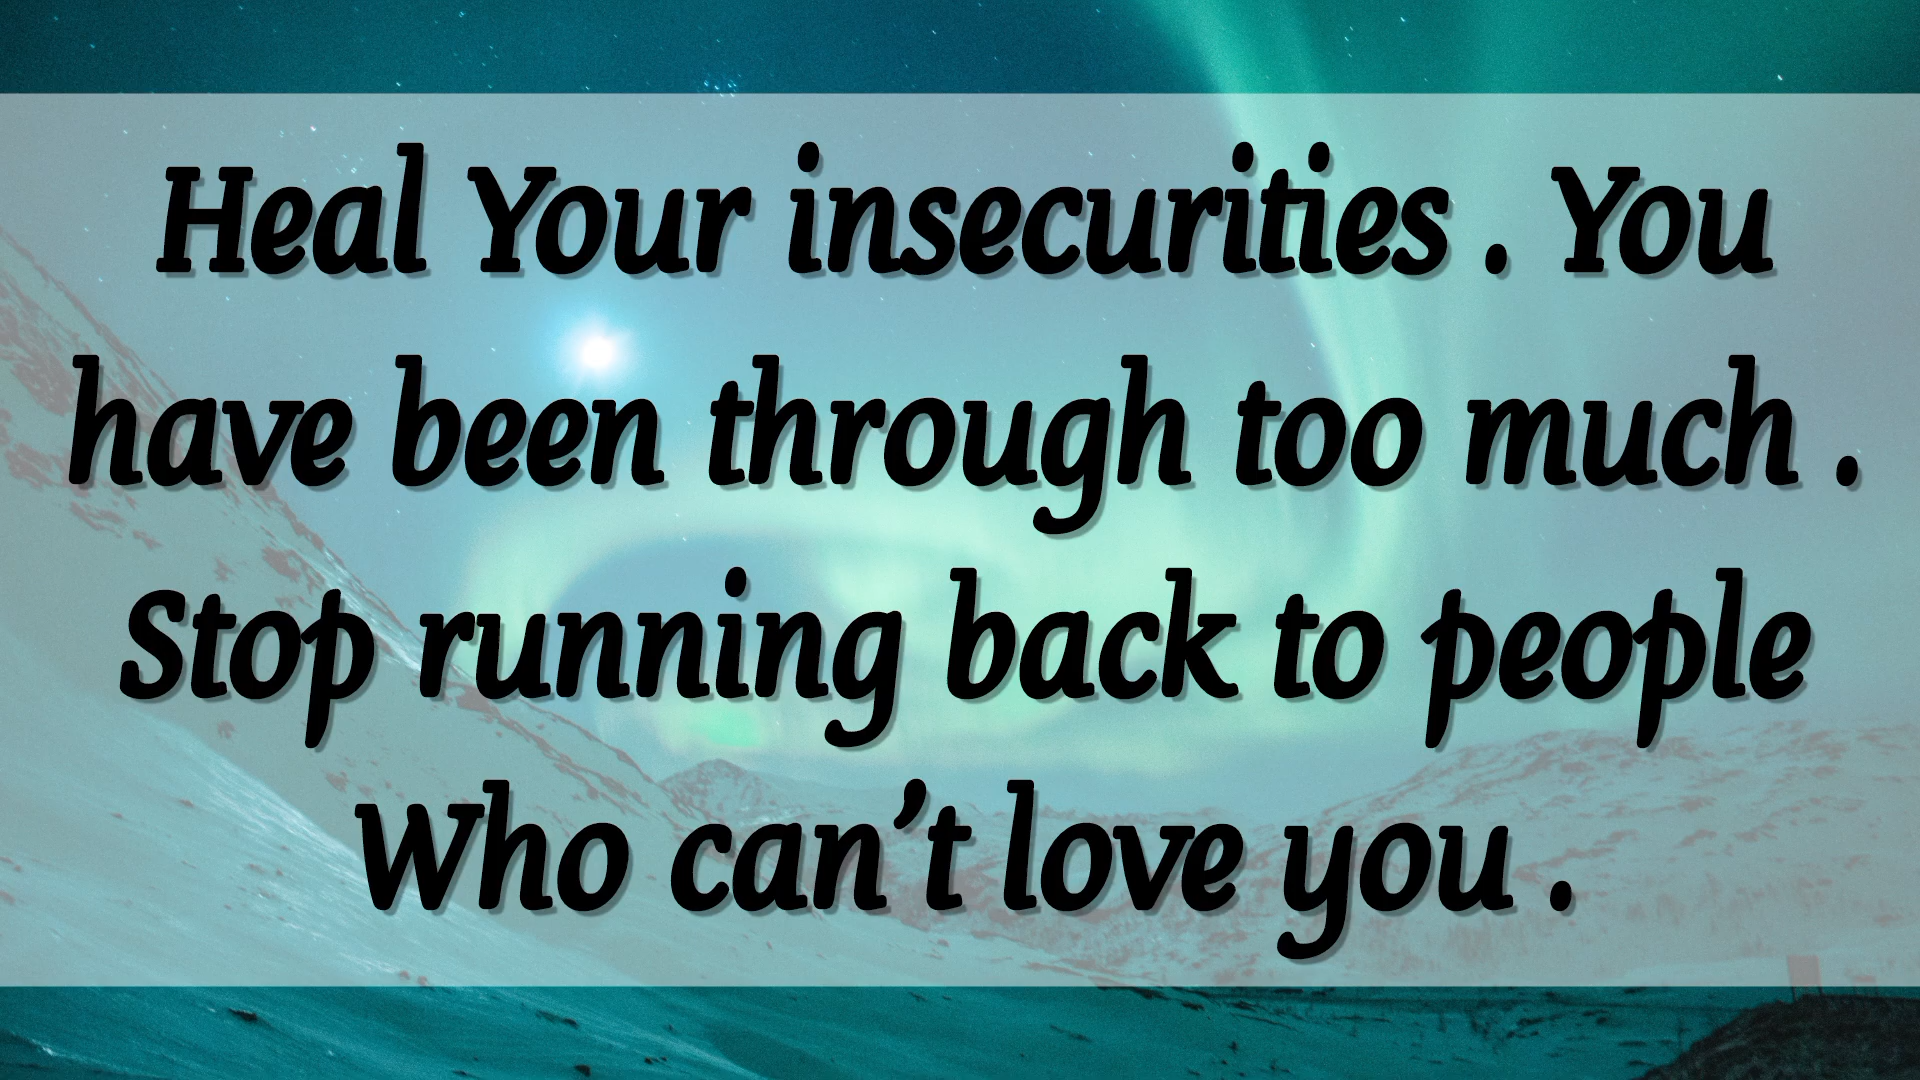 Heal Your insecurities . You
have been through too much .
Stop running back to people
Who can’t love you .